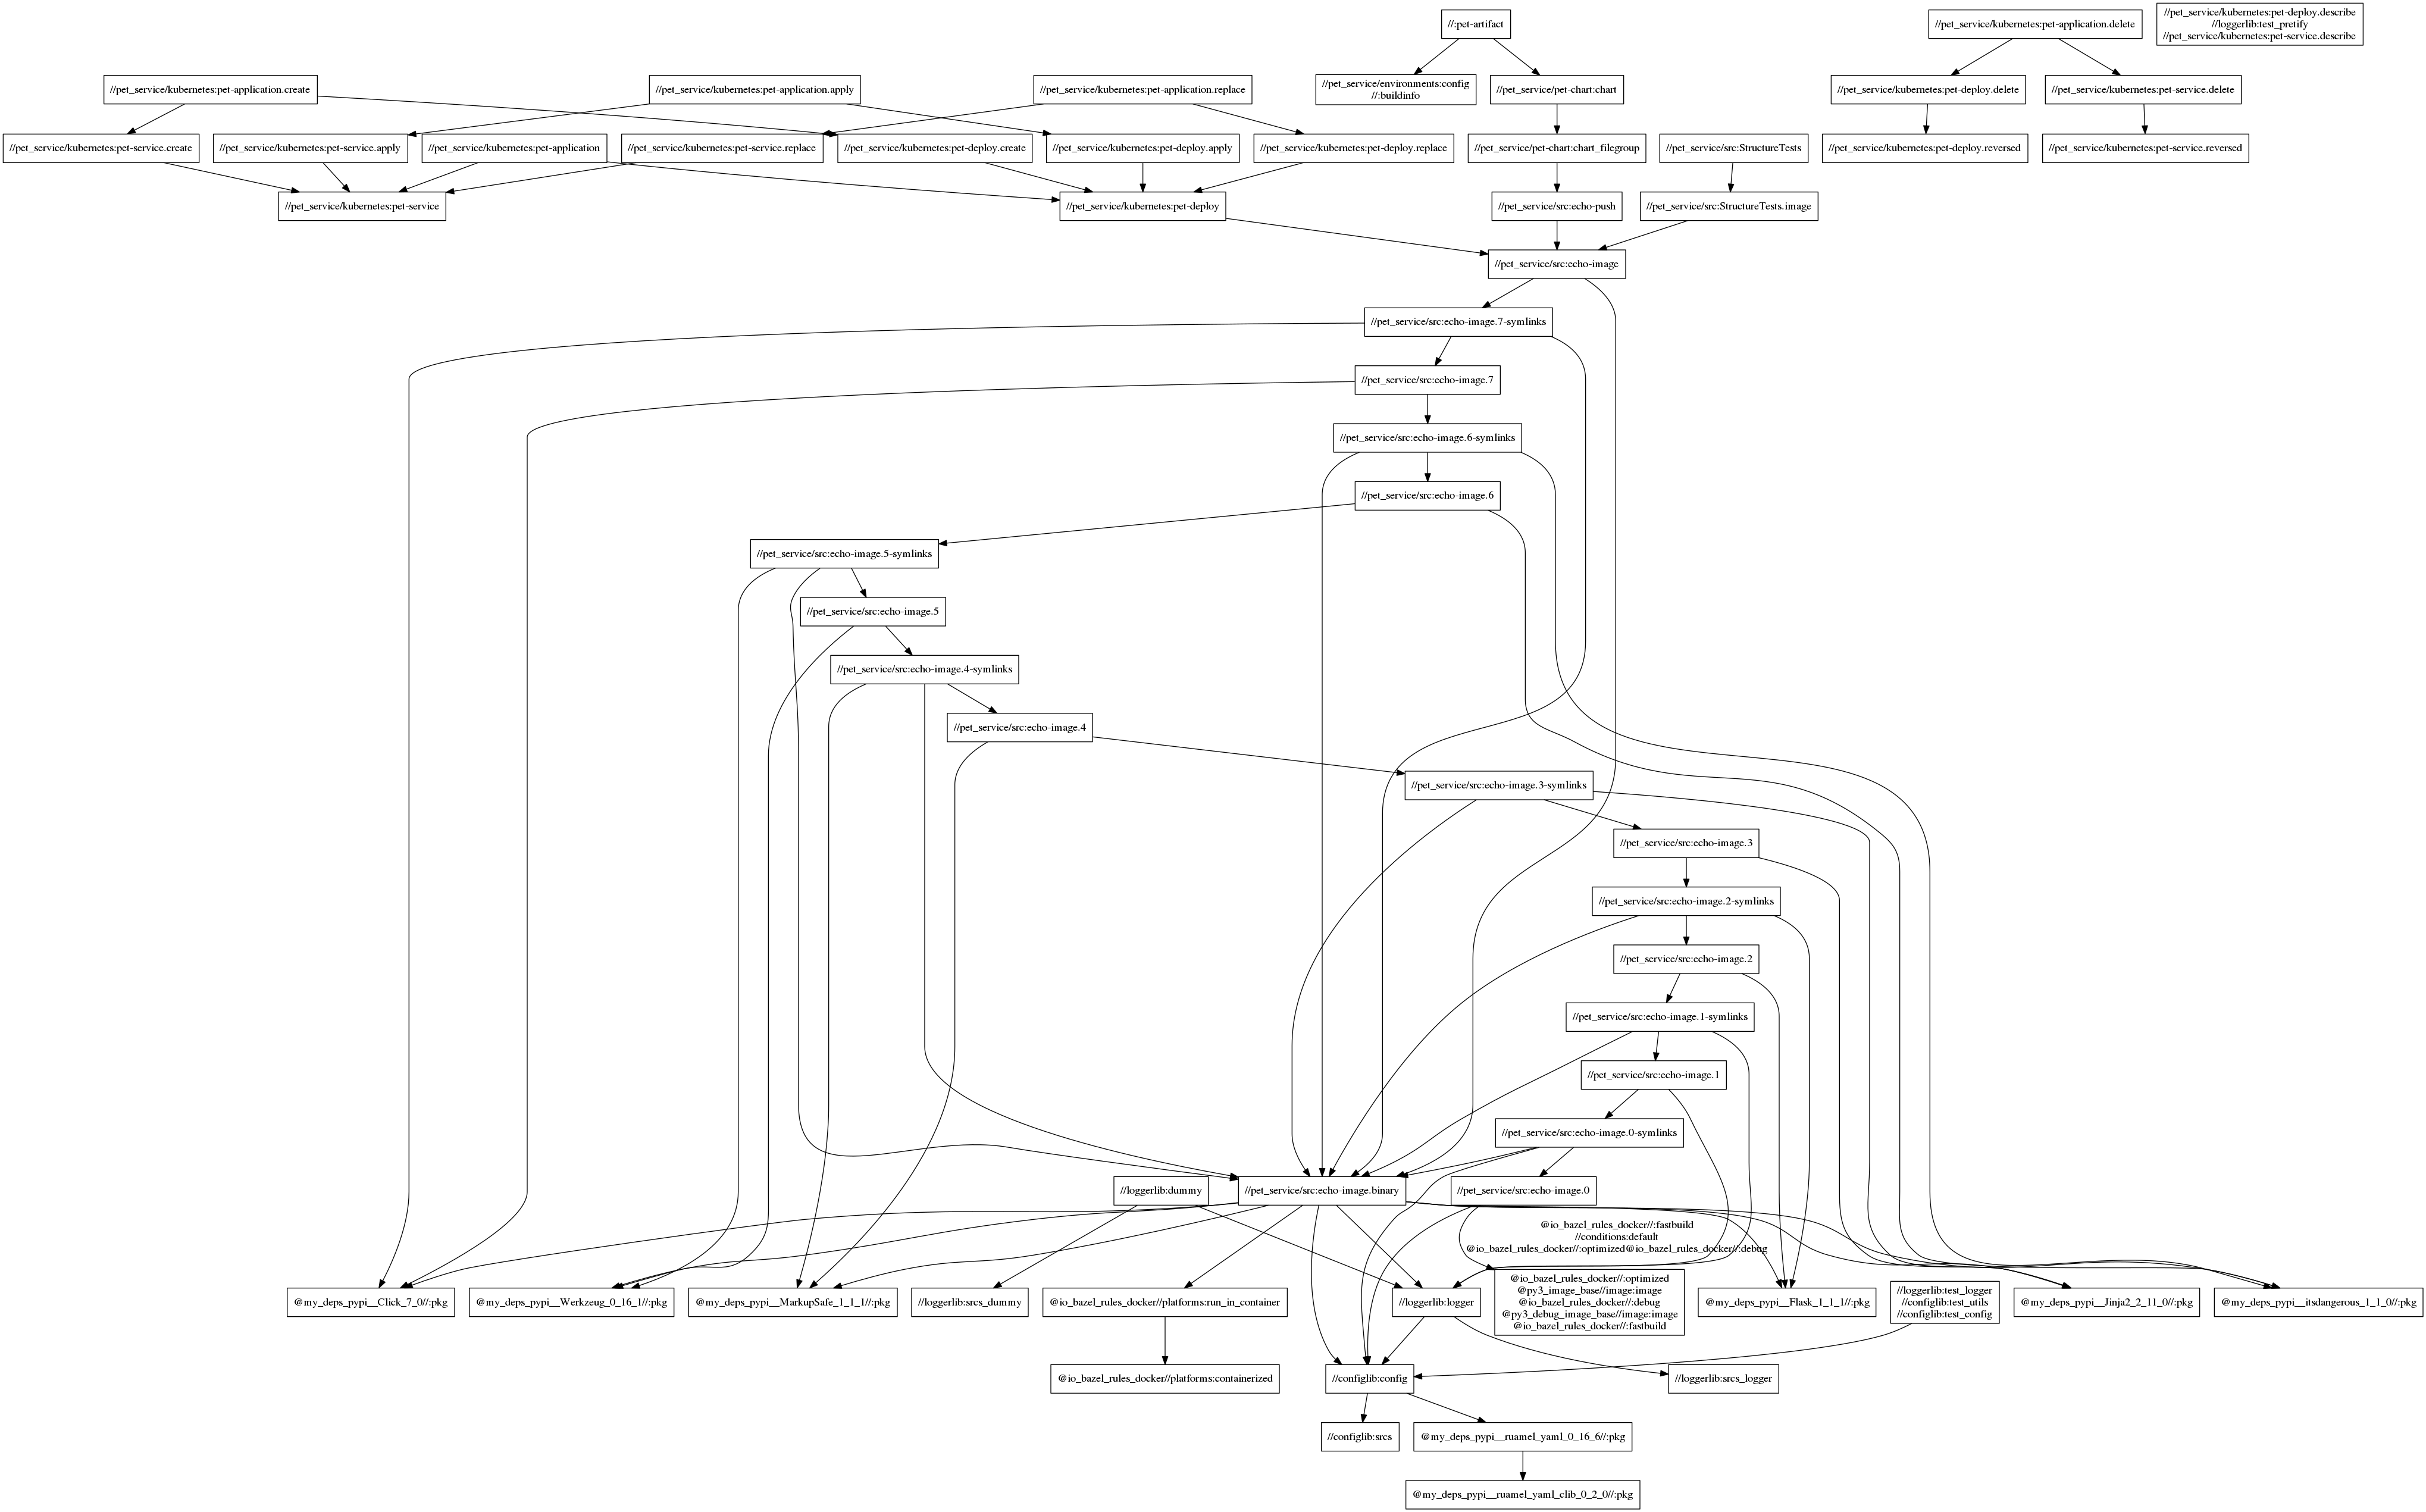 //:pet-artifact
//pet_service/kubernetes:pet-application.delete
//pet_service/kubernetes:pet-deploy.describe
//loggerlib:test_pretify
//pet_service/kubernetes:pet-service.describe
//pet_service/kubernetes:pet-application.create
//pet_service/kubernetes:pet-application.apply
//pet_service/kubernetes:pet-application.replace
//pet_service/environments:config
//:buildinfo
//pet_service/pet-chart:chart
//pet_service/kubernetes:pet-deploy.delete
//pet_service/kubernetes:pet-service.delete
//pet_service/kubernetes:pet-service.create
//pet_service/kubernetes:pet-service.apply
//pet_service/kubernetes:pet-application
//pet_service/kubernetes:pet-service.replace
//pet_service/kubernetes:pet-deploy.create
//pet_service/kubernetes:pet-deploy.apply
//pet_service/kubernetes:pet-deploy.replace
//pet_service/pet-chart:chart_filegroup
//pet_service/src:StructureTests
//pet_service/kubernetes:pet-deploy.reversed
//pet_service/kubernetes:pet-service.reversed
//pet_service/kubernetes:pet-service
//pet_service/kubernetes:pet-deploy
//pet_service/src:echo-push
//pet_service/src:StructureTests.image
//pet_service/src:echo-image
//pet_service/src:echo-image.7-symlinks
//pet_service/src:echo-image.7
//pet_service/src:echo-image.6-symlinks
//pet_service/src:echo-image.6
//pet_service/src:echo-image.5-symlinks
//pet_service/src:echo-image.5
//pet_service/src:echo-image.4-symlinks
//pet_service/src:echo-image.4
//pet_service/src:echo-image.3-symlinks
//pet_service/src:echo-image.3
//pet_service/src:echo-image.2-symlinks
//pet_service/src:echo-image.2
//pet_service/src:echo-image.1-symlinks
//pet_service/src:echo-image.1
//pet_service/src:echo-image.0-symlinks
//loggerlib:dummy
//pet_service/src:echo-image.binary
//pet_service/src:echo-image.0
@io_bazel_rules_docker//:fastbuild
//conditions:default
@io_bazel_rules_docker//:optimized@io_bazel_rules_docker//:debug
@my_deps_pypi__Click_7_0//:pkg
@my_deps_pypi__Werkzeug_0_16_1//:pkg
@my_deps_pypi__MarkupSafe_1_1_1//:pkg
//loggerlib:srcs_dummy
@io_bazel_rules_docker//platforms:run_in_container
//loggerlib:logger
@io_bazel_rules_docker//:optimized
@py3_image_base//image:image
@io_bazel_rules_docker//:debug
@py3_debug_image_base//image:image
@io_bazel_rules_docker//:fastbuild
@my_deps_pypi__Flask_1_1_1//:pkg
//loggerlib:test_logger
//configlib:test_utils
//configlib:test_config
@my_deps_pypi__Jinja2_2_11_0//:pkg
@my_deps_pypi__itsdangerous_1_1_0//:pkg
@io_bazel_rules_docker//platforms:containerized
//configlib:config
//loggerlib:srcs_logger
//configlib:srcs
@my_deps_pypi__ruamel_yaml_0_16_6//:pkg
@my_deps_pypi__ruamel_yaml_clib_0_2_0//:pkg